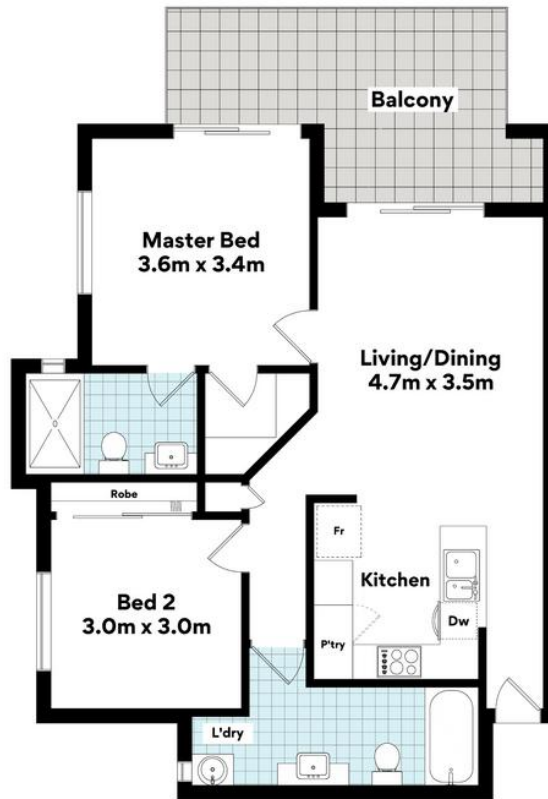 Balcony
Master Bed
3.6m x 3.4m
Living/Dining
4.7m x 3.5m
Robe
Fr
Kitchen
Bed 2
3.0m x 3.0m
P'try
Dw
L'dry